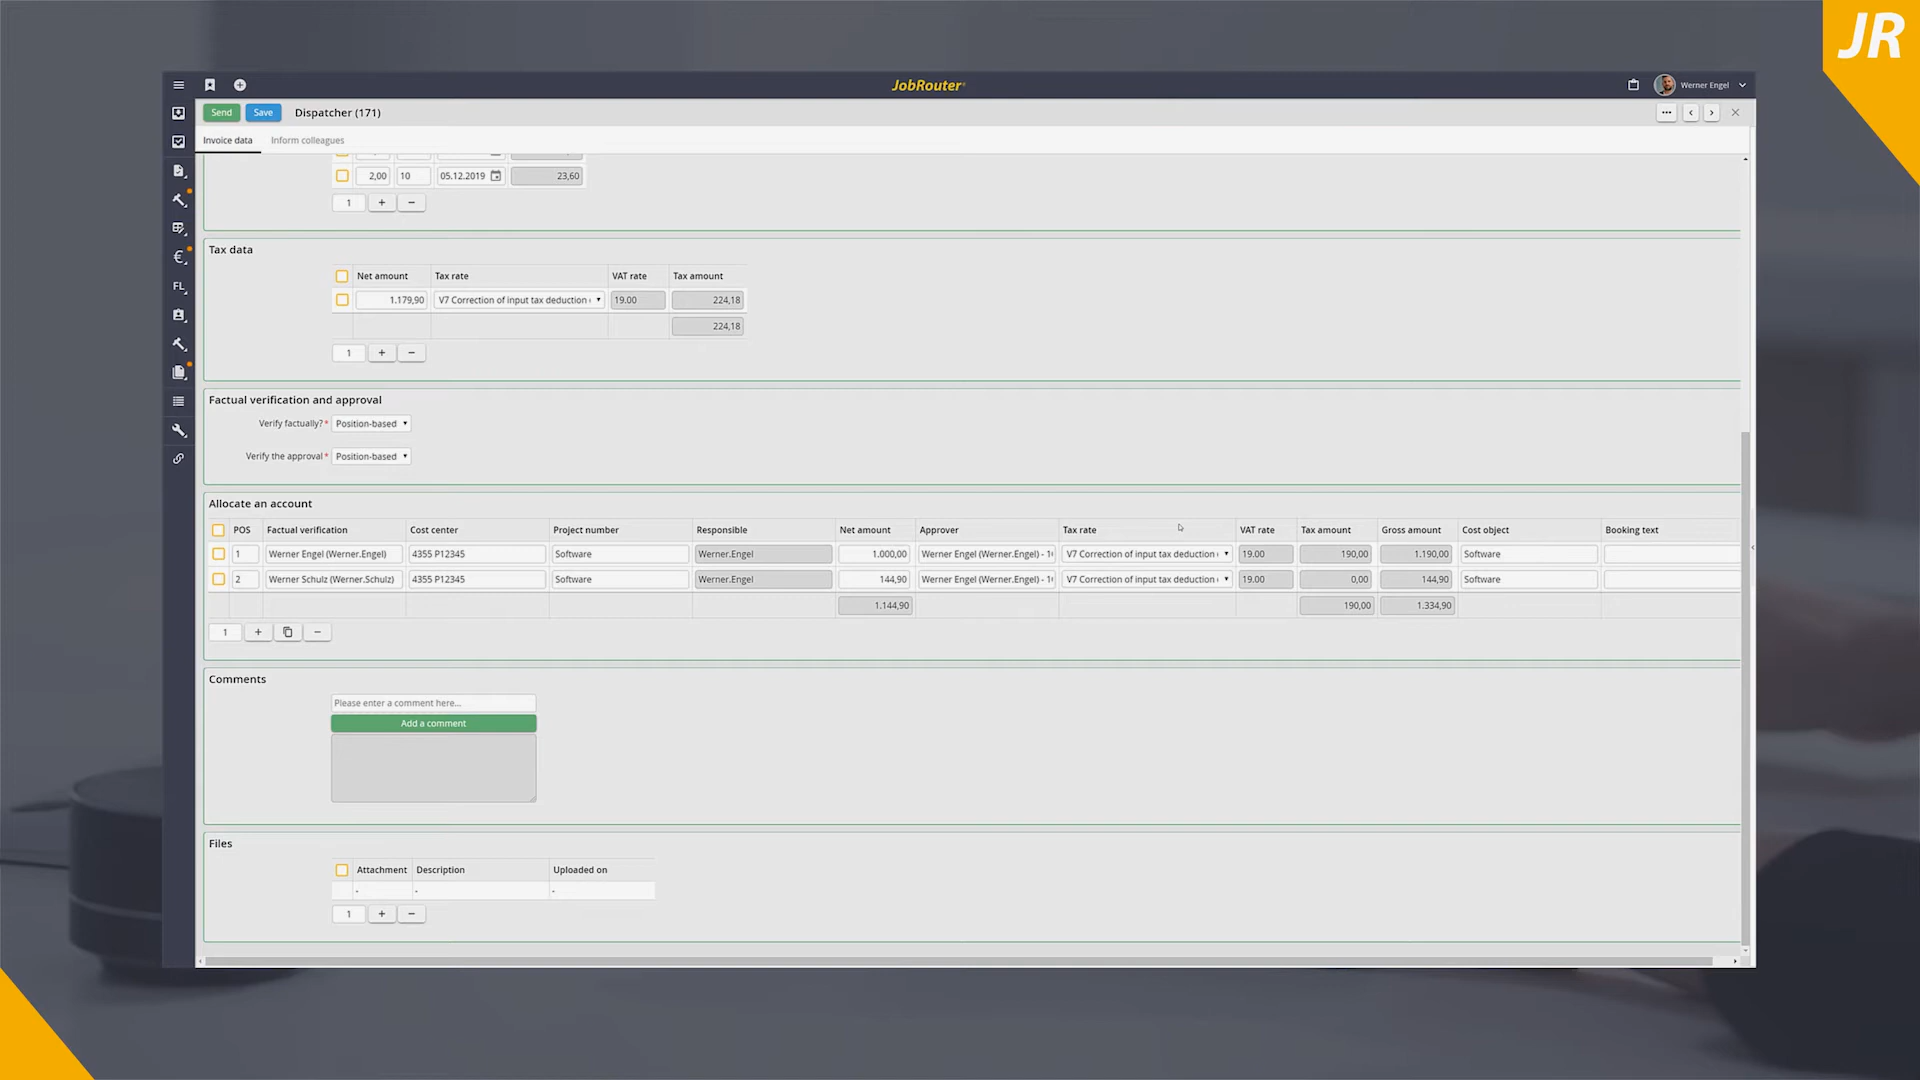 JR
JobRouter
Werner Engel
Send Save Dispatcher (171)
Invoice data Inform colleagues
2,00 10 05.12.2019 23,60
1 + −
Tax data
Net amount Tax rate VAT rate Tax amount
1.179,90 V7 Correction of input tax deduction 19.00 224,18
224,18
1 + −
Factual verification and approval
Verify factually?* Position-based
Verify the approval* Position-based
Allocate an account
POS Factual verification Cost center Project number Responsible Net amount Approver Tax rate VAT rate Tax amount Gross amount Cost object Booking text
1 Werner Engel (Werner.Engel) 4355 P12345 Software Werner.Engel 1.000,00 Werner Engel (Werner.Engel) - 1 V7 Correction of input tax deduction 19.00 190,00 1.190,00 Software
2 Werner Schulz (Werner.Schulz) 4355 P12345 Software Werner.Engel 144,90 Werner Engel (Werner.Engel) - 1 V7 Correction of input tax deduction 19.00 0,00 144,90 Software
1.144,90 190,00 1.334,90
1 + −
FL
Comments
Please enter a comment here...
Add a comment
Files
Attachment Description Uploaded on
- - -
1 + −